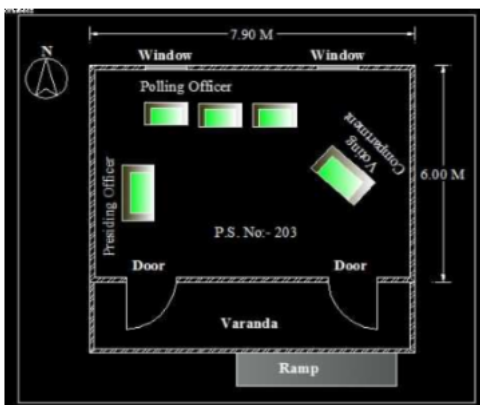 7.90 M
N
Window
Window
Polling Officer
Voting
Compartment
6.00 M
Presiding Officer
P.S. No:- 203
Door
Door
Varanda
Ramp